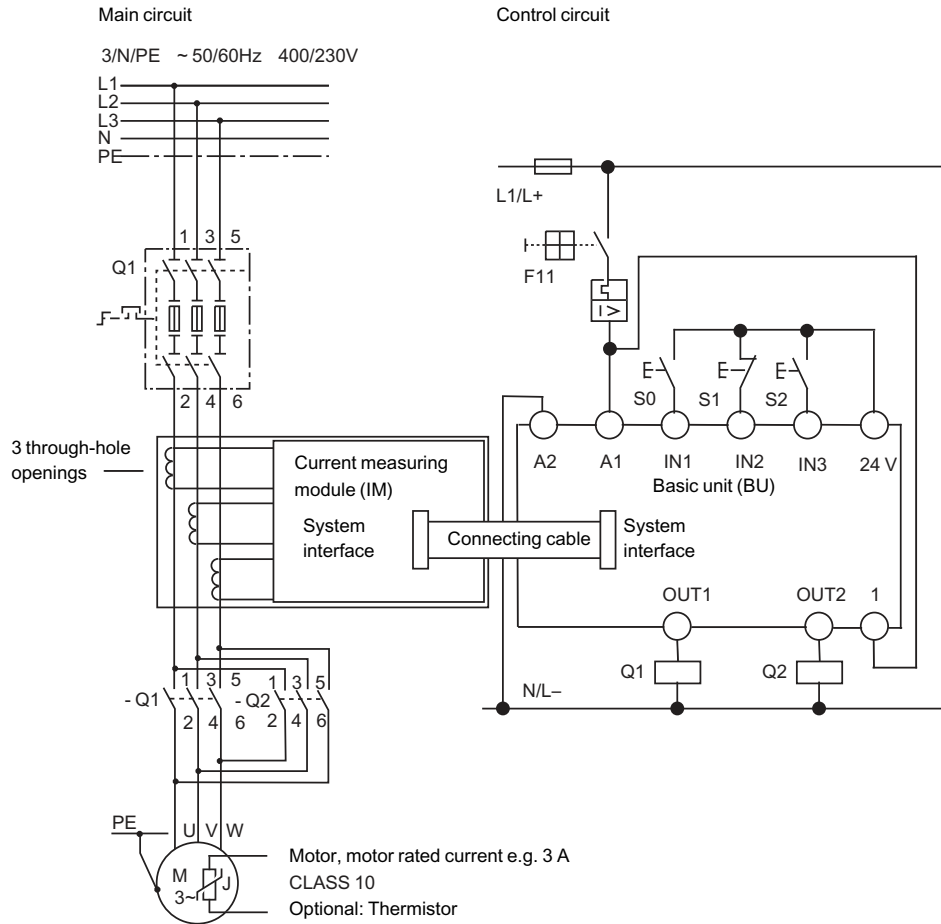 Main circuit
Control circuit
3/N/PE ~ 50/60Hz 400/230V
L1
L2
L3
N
PE
L1/L+
1 3 5
Q1
F11
I >
2 4 6
S0 S1 S2
3 through-hole
openings
Current measuring
module (IM)
A2 A1 IN1 IN2 IN3 24 V
Basic unit (BU)
System
interface
Connecting cable
System
interface
OUT1 OUT2 1
Q1 Q2
N/L–
1 3 5 1 3 5
- Q1 - Q2
2 4 6 2 4 6
PE
U V W
M
3~
J
Motor, motor rated current e.g. 3 A
CLASS 10
Optional: Thermistor